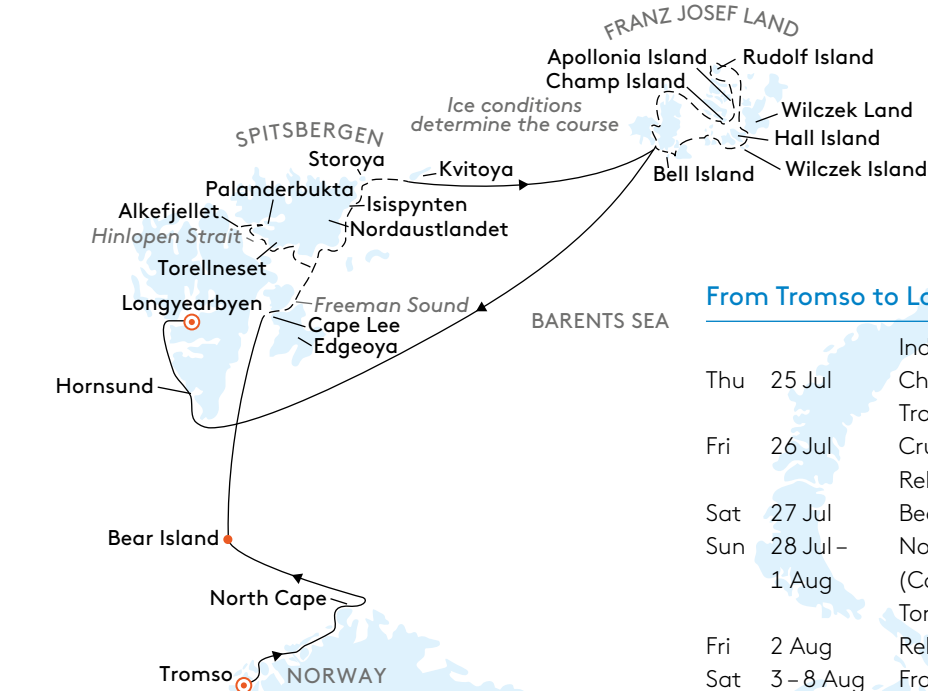 FRANZ JOSEF LAND
Apollonia Island
Rudolf Island
Champ Island
Ice conditions
determine the course
Wilczek Land
Hall Island
Wilczek Island
Bell Island
SPITSBERGEN
Storoya
Kvitoya
Palanderbukta
Isispynten
Alkefjellet
Nordaustlandet
Hinlopen Strait
Torellneset
Longyearbyen
Freeman Sound
Cape Lee
Edgeoya
BARENTS SEA
Hornsund
Bear Island
North Cape
Tromso
NORWAY
From Tromso to
Thu 25 Jul
Fri 26 Jul
Sat 27 Jul
Sun 28 Jul –
1 Aug
Fri 2 Aug
Sat 3 – 8 Aug